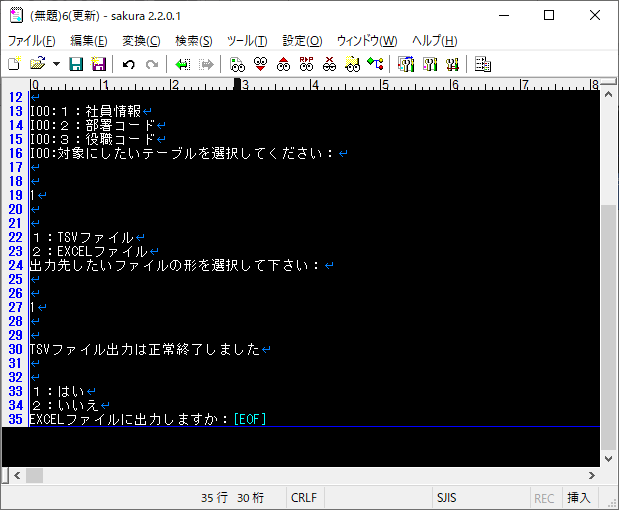 (無題)6(更新) - sakura 2.2.0.1
ファイル(F) 編集(E) 変換(C) 検索(S) ツール(T) 設定(O) ウィンドウ(W) ヘルプ(H)
0 1 2 3 4 5 6 7 8
12 ↵
13 I00:１：社員情報↵
14 I00:２：部署コード↵
15 I00:３：役職コード↵
16 I00:対象にしたいテーブルを選択してください：↵
17 ↵
18 ↵
19 1↵
20 ↵
21 ↵
22 １：TSVファイル↵
23 ２：EXCELファイル↵
24 出力先したいファイルの形を選択して下さい：↵
25 ↵
26 ↵
27 1↵
28 ↵
29 ↵
30 TSVファイル出力は正常終了しました↵
31 ↵
32 ↵
33 １：はい↵
34 ２：いいえ↵
35 EXCELファイルに出力しますか：[EOF]
35 行 30 桁 CRLF SJIS REC 挿入